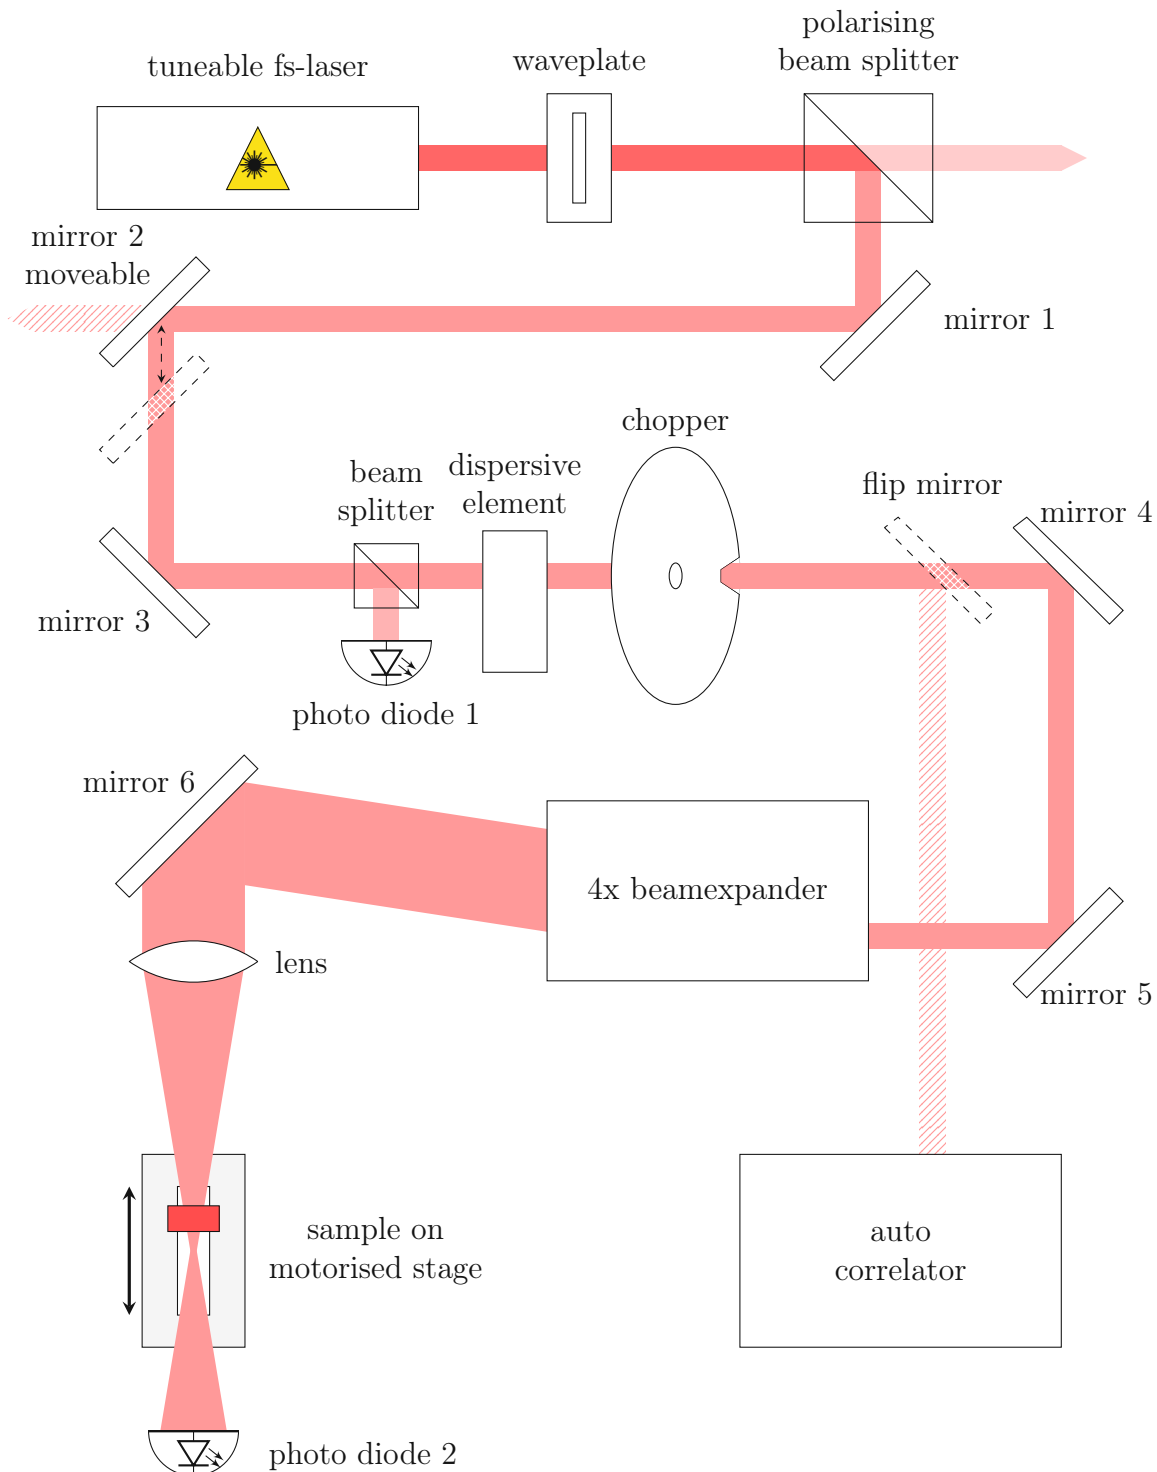 polarising
beam splitter
tuneable fs-laser
waveplate
mirror 2
moveable
mirror 1
chopper
beam
splitter
dispersive
element
flip mirror
mirror 4
mirror 3
photo diode 1
mirror 6
4x beamexpander
lens
mirror 5
sample on
motorised stage
auto
correlator
photo diode 2